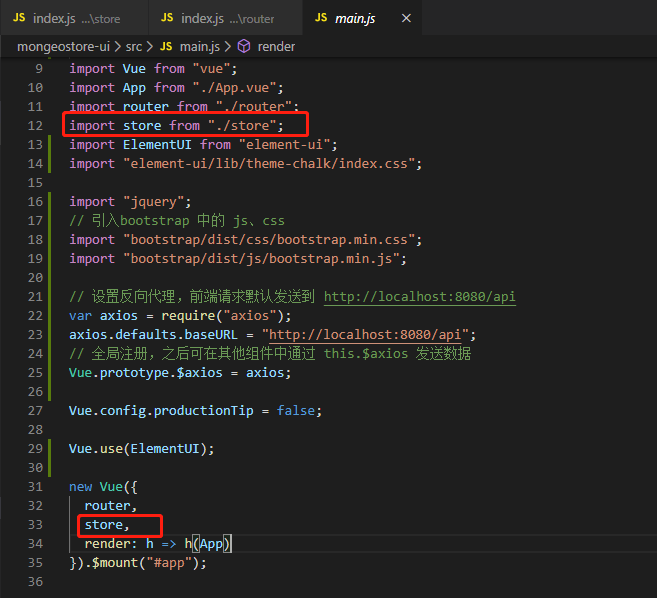 JS index.js ...\store JS index.js ...\router JS main.js ×
mongeostore-ui > src > JS main.js > render
9 import Vue from "vue";
10 import App from "./App.vue";
11 import router from "./router";
12 import store from "./store";
13 import ElementUI from "element-ui";
14 import "element-ui/lib/theme-chalk/index.css";
15
16 import "jquery";
17 // 引入bootstrap 中的 js、css
18 import "bootstrap/dist/css/bootstrap.min.css";
19 import "bootstrap/dist/js/bootstrap.min.js";
20
21 // 设置反向代理，前端请求默认发送到 http://localhost:8080/api
22 var axios = require("axios");
23 axios.defaults.baseURL = "http://localhost:8080/api";
24 // 全局注册，之后可在其他组件中通过 this.$axios 发送数据
25 Vue.prototype.$axios = axios;
26
27 Vue.config.productionTip = false;
28
29 Vue.use(ElementUI);
30
31 new Vue({
32 router,
33 store,
34 render: h => h(App)
35 }).$mount("#app");
36